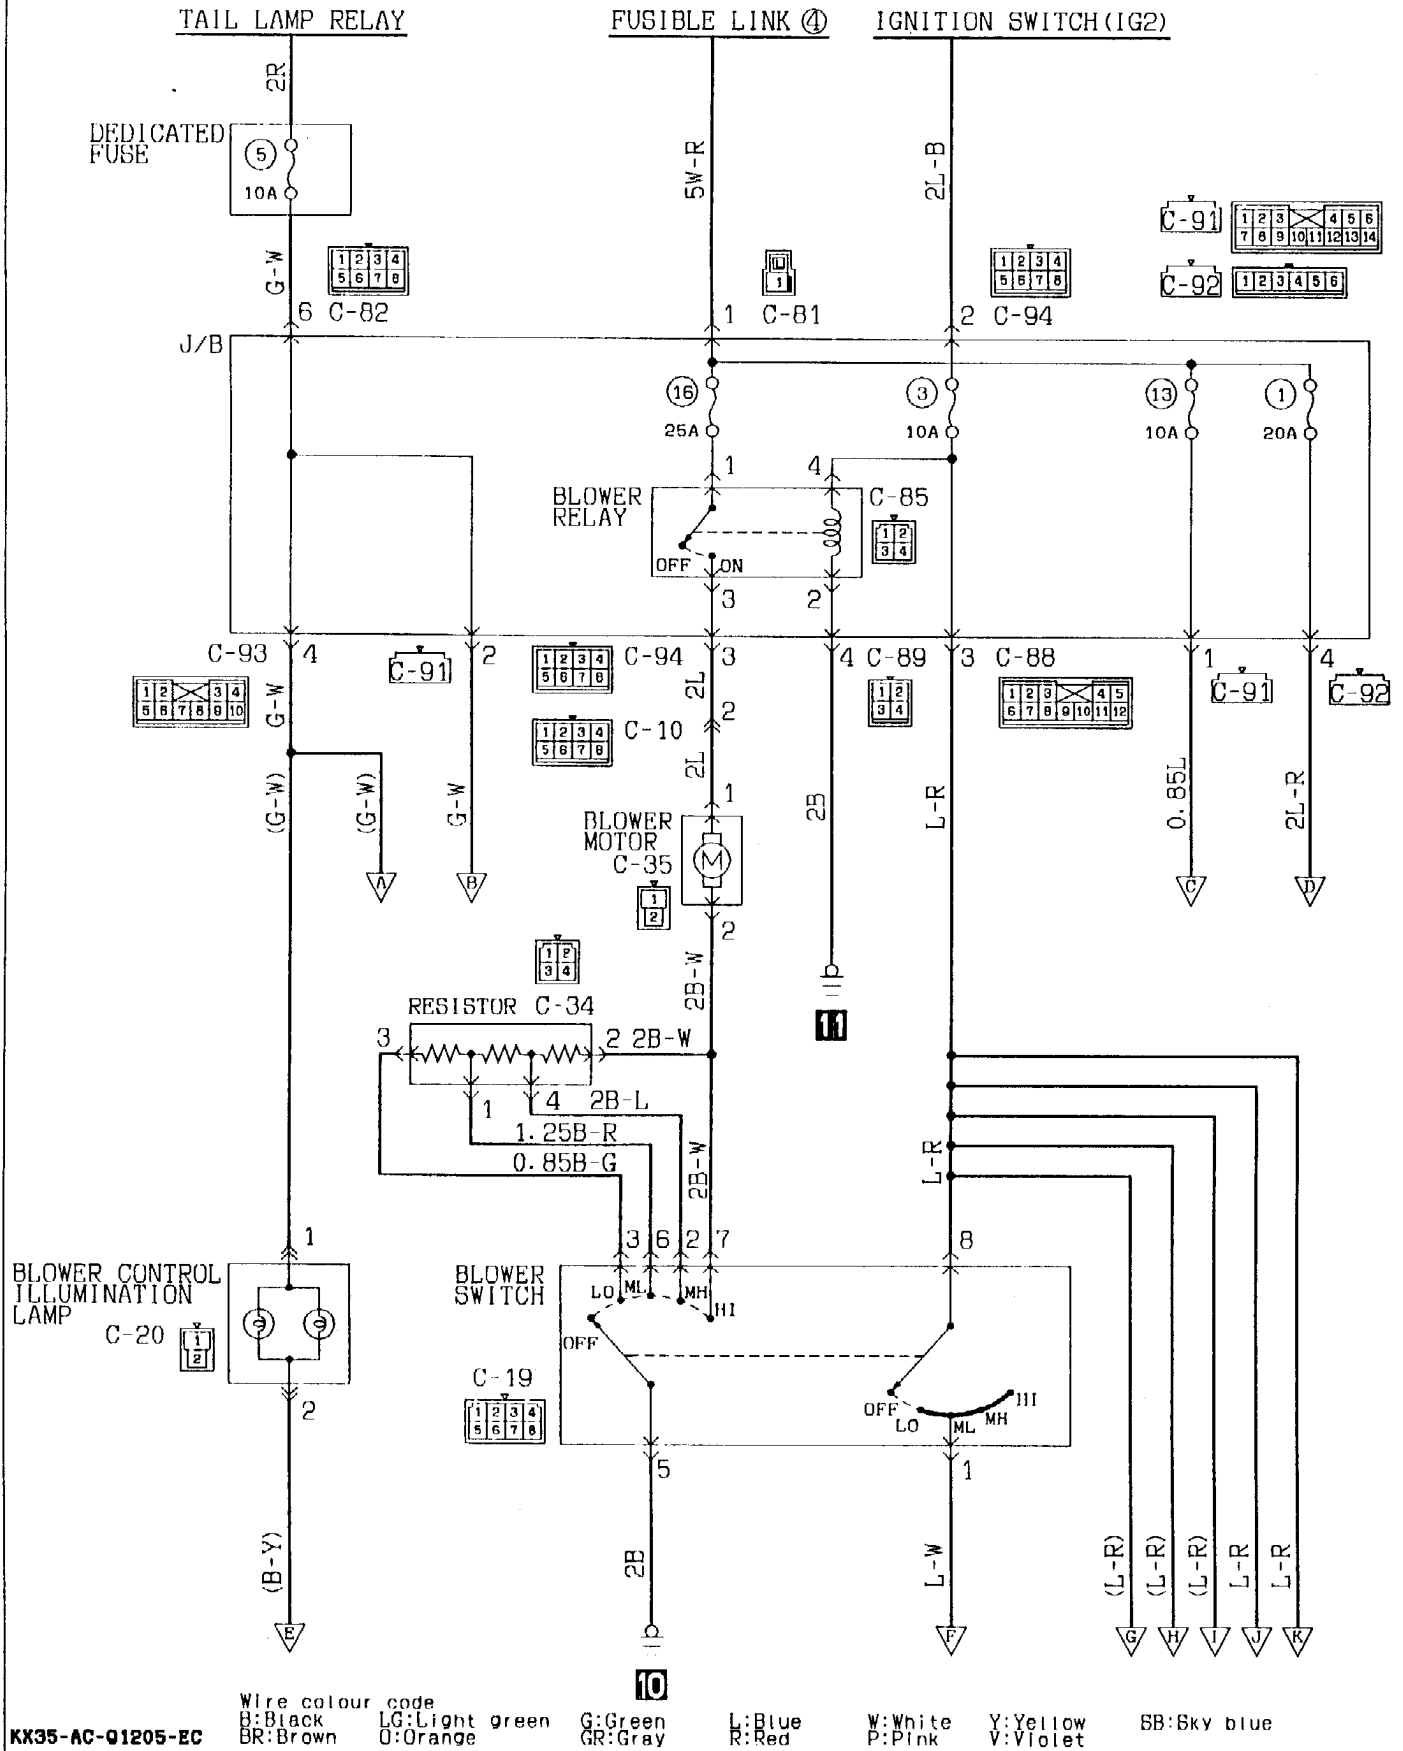 TAIL LAMP RELAY
FUSIBLE LINK ④
IGNITION SWITCH(IG2)
2R
5W-R
2L-B
DEDICATED
FUSE
5
10A
G-W
1 2 3 4
5 6 7 8
6 C-82
1
1 C-81
1 2 3 4
5 6 7 8
2 C-94
C-91
1 2 3 4 5 6
7 8 9 10 11 12 13 14
C-92
1 2 3 4 5 6
J/B
16
25A
3
10A
13
10A
1
20A
1
4
BLOWER
RELAY
C-85
1 2
3 4
OFF ON
3
2
C-93 4
1 2 3 4
5 6 7 8 9 10
C-91
2
1 2 3 4
5 6 7 8
C-94 3
4 C-89
1 2
3 4
3 C-88
1 2 3 4 5
6 7 8 9 10 11 12
1 C-91
4 C-92
G-W
2L
1 2 3 4
5 6 7 8
C-10 2
2L
(G-W)
(G-W)
G-W
2B
L-R
0.85L
2L-R
1
BLOWER
MOTOR
C-35
M
1
2
2
A
B
C
D
2B-W
1 2
3 4
RESISTOR C-34
11
3
2 2B-W
1
4 2B-L
1.25B-R
0.85B-G
2B-W
L-R
1
3 6 2 7
8
BLOWER CONTROL
ILLUMINATION
LAMP
C-20
1
2
2
BLOWER
SWITCH
LO ML MH HI
OFF
C-19
1 2 3 4
5 6 7 8
OFF LO ML MH HI
5
1
(B-Y)
2B
L-W
(L-R)
(L-R)
(L-R)
L-R
L-R
E
F
G
H
I
J
K
10
Wire colour code
B:Black LG:Light green G:Green L:Blue W:White Y:Yellow SB:Sky blue
KX35-AC-Q1205-EC BR:Brown O:Orange GR:Gray R:Red P:Pink V:Violet